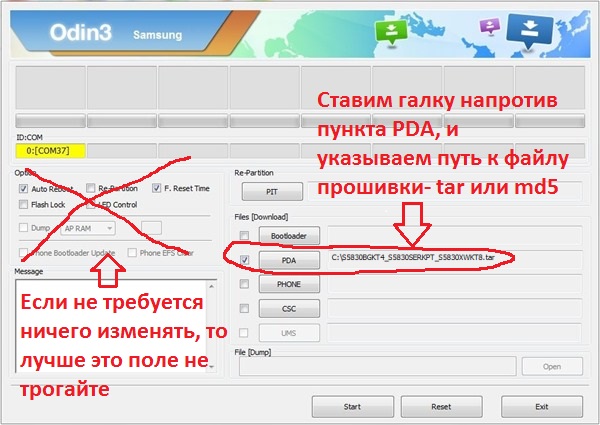 Odin3 Samsung
Ставим галку напротив
пункта PDA, и
указываем путь к файлу
прошивки- tar или md5
ID:COM
0:[COM37]
Option
Auto Reboot
Re-Partition
F. Reset Time
Flash Lock
LED Control
Dump
AP RAM
Phone Bootloader Update
Phone EFS Clear
Message
Если не требуется
ничего изменять, то
лучше это поле не
трогайте
Re-Partition
PIT
Files [Download]
Bootloader
PDA
C:\S5830BGKT4_S5830SERKPT_S5830XWKT8.tar
PHONE
CSC
UMS
File [Dump]
Open
Start
Reset
Exit